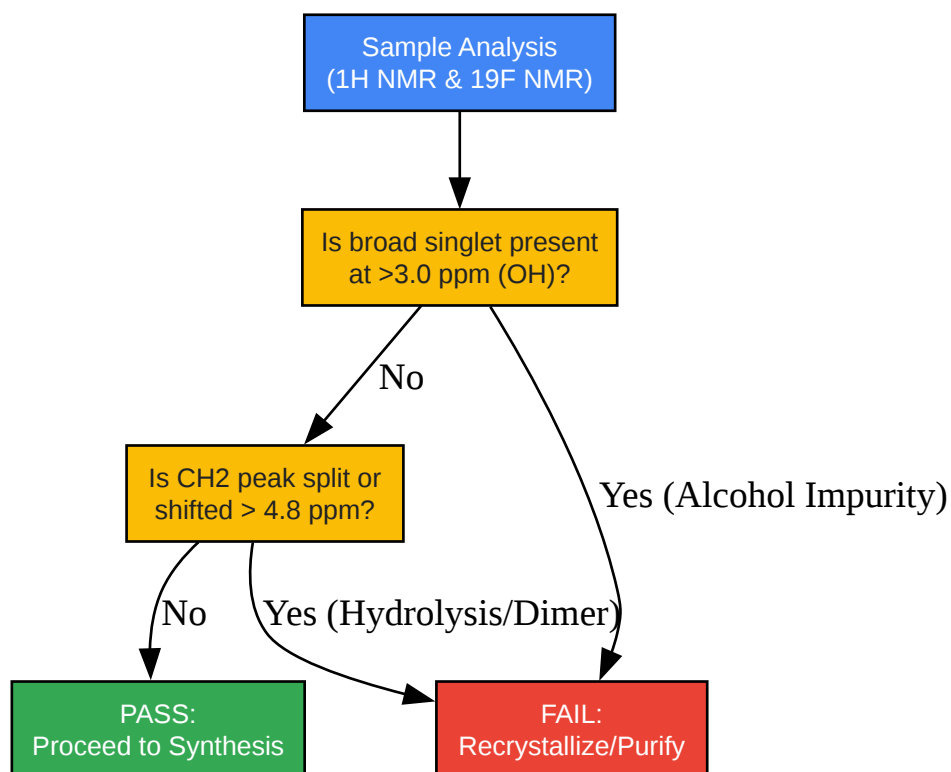 Sample Analysis
(1H NMR & 19F NMR)
Is broad singlet present
at >3.0 ppm (OH)?
No
Is CH2 peak split or
shifted > 4.8 ppm?
Yes (Alcohol Impurity)
No
Yes (Hydrolysis/Dimer)
PASS:
Proceed to Synthesis
FAIL:
Recrystallize/Purify